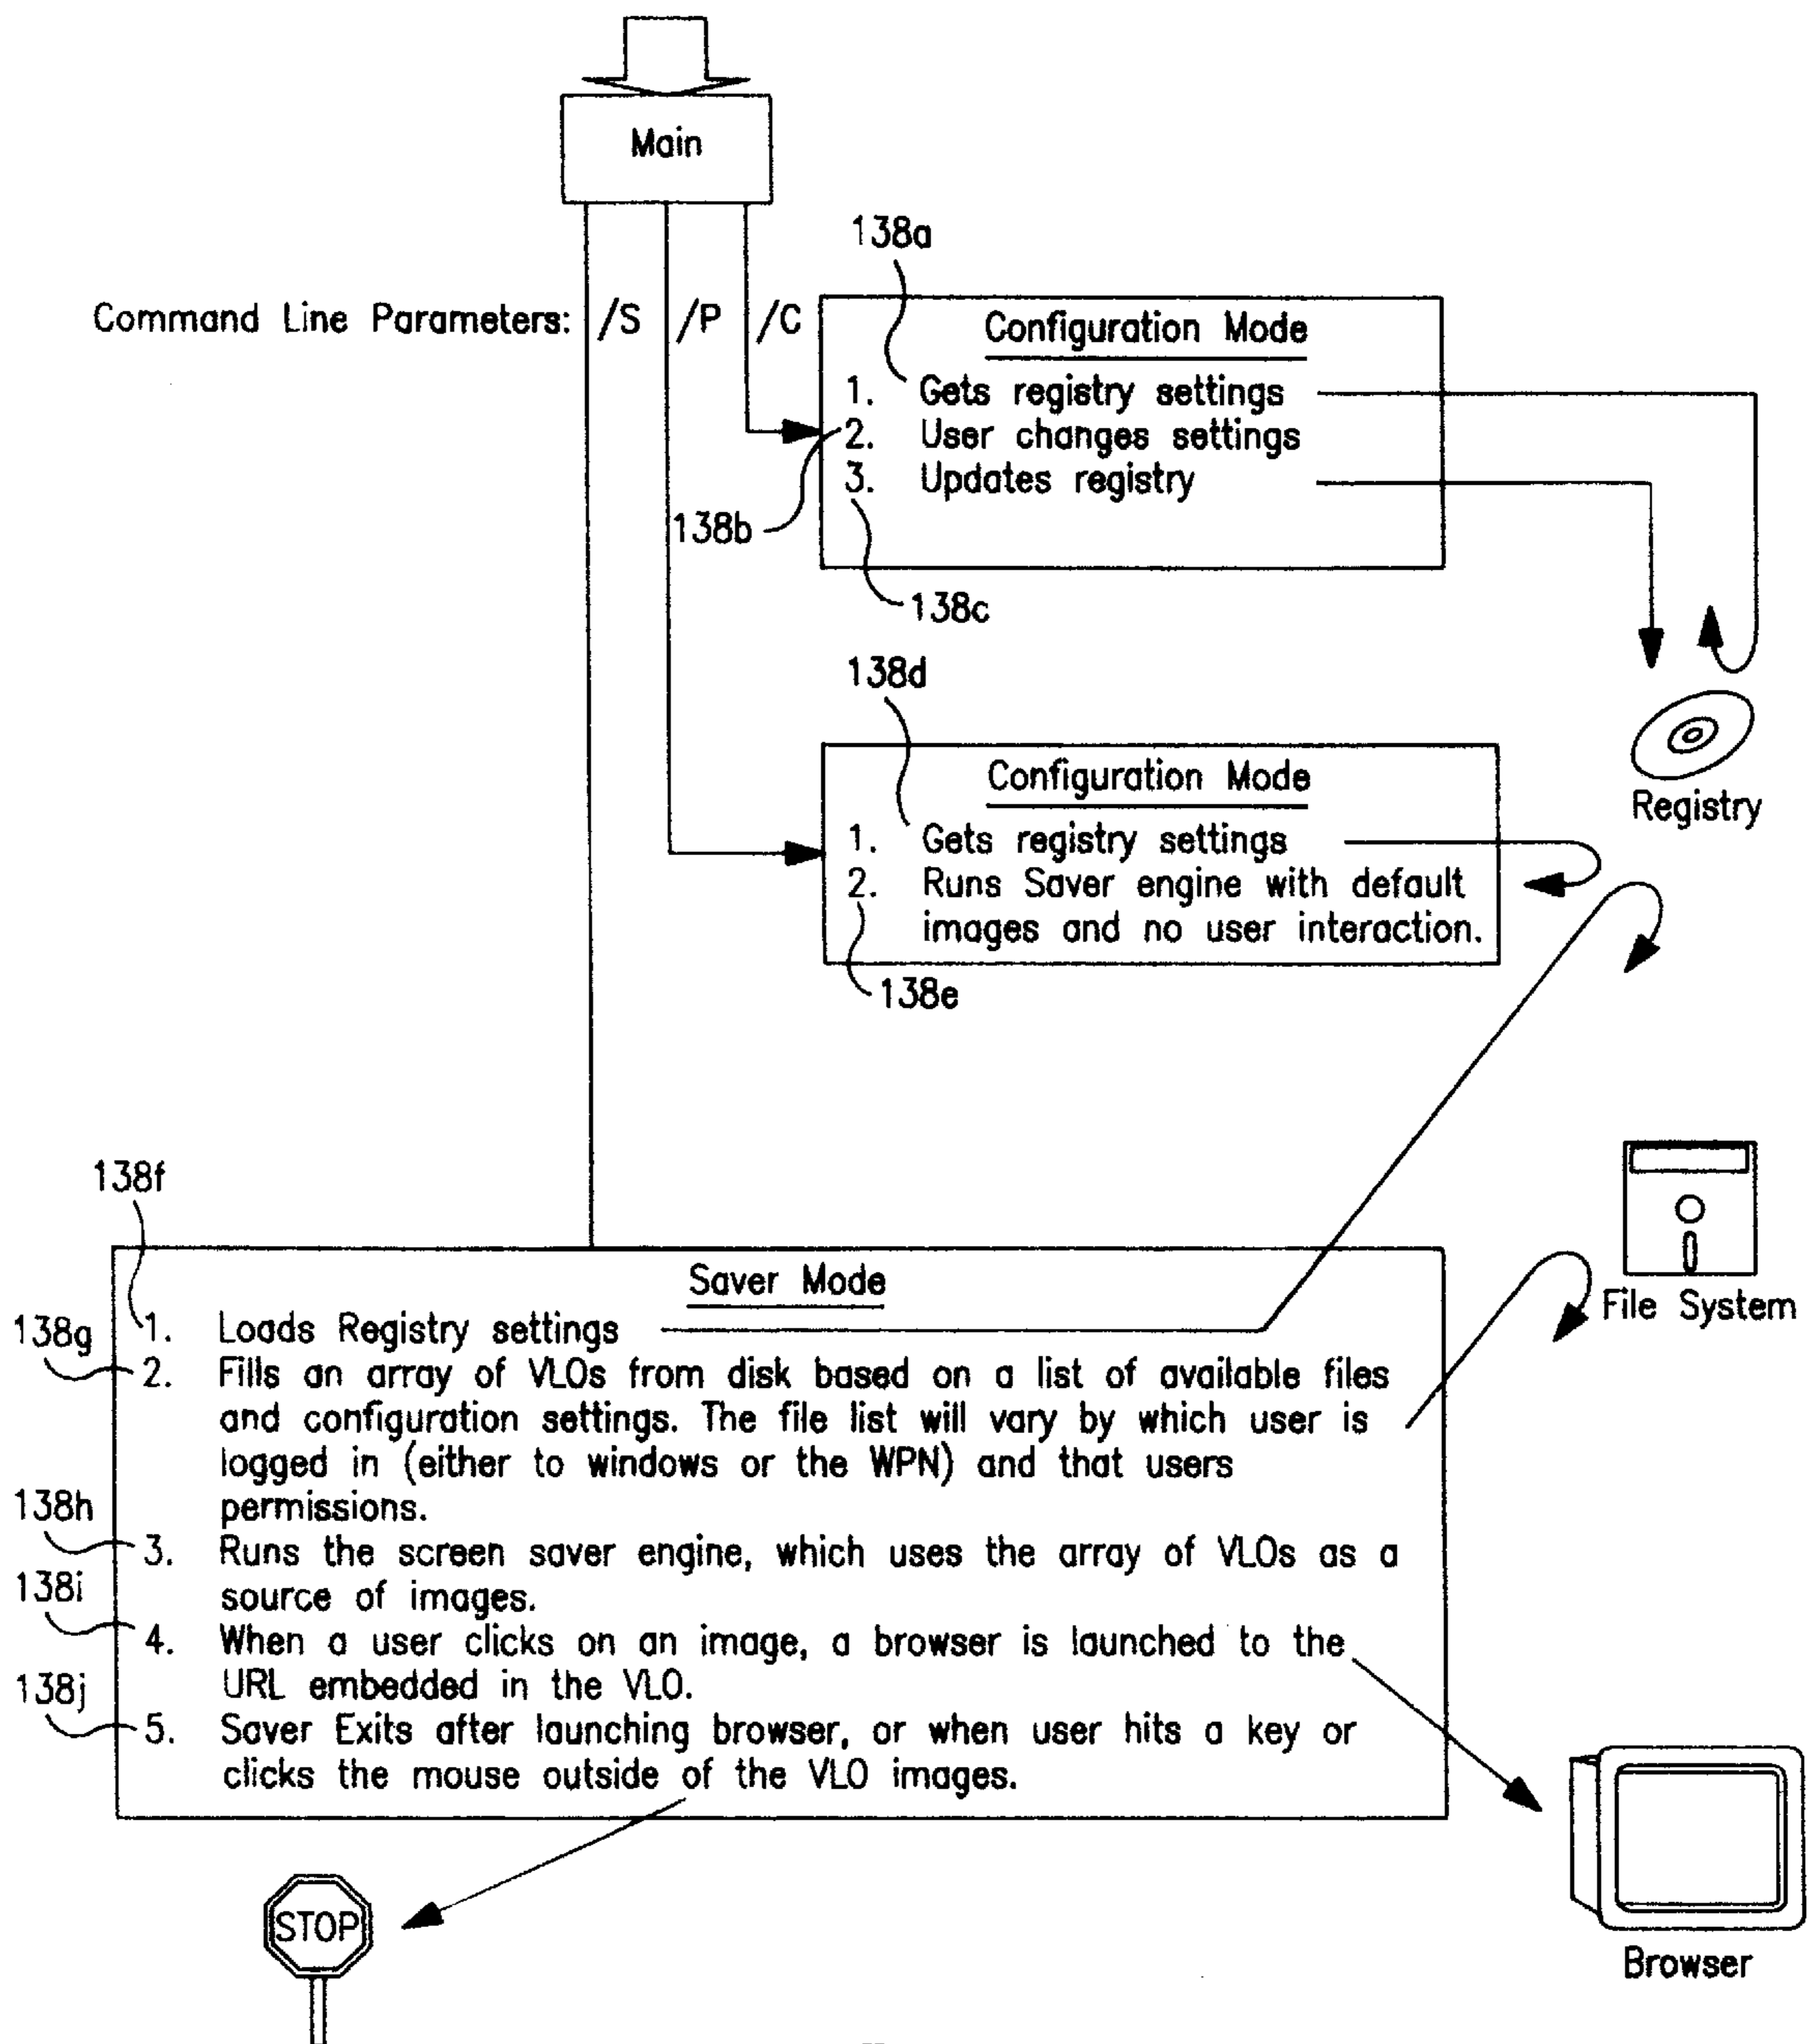 Main
138a
Command Line Parameters: /S /P /C
Configuration Mode
1. Gets registry settings
2. User changes settings
3. Updates registry
138b
138c
138d
Configuration Mode
1. Gets registry settings
2. Runs Saver engine with default
images and no user interaction.
138e
Registry
File System
138f
Saver Mode
138g
1. Loads Registry settings
2. Fills an array of VLOs from disk based on a list of available files
and configuration settings. The file list will vary by which user is
logged in (either to windows or the WPN) and that users
permissions.
138h
3. Runs the screen saver engine, which uses the array of VLOs as a
source of images.
138i
4. When a user clicks on an image, a browser is launched to the
URL embedded in the VLO.
138j
5. Saver Exits after launching browser, or when user hits a key or
clicks the mouse outside of the VLO images.
STOP
Browser